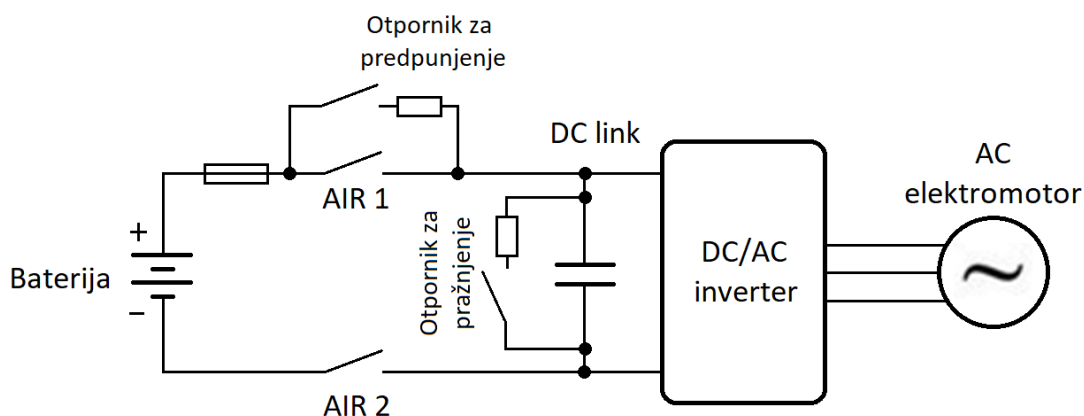 Otpornik za
predpunjenje
DC link
AC
elektromotor
AIR 1
+
Baterija
−
Otpornik za
pražnjenje
DC/AC
inverter
~
AIR 2